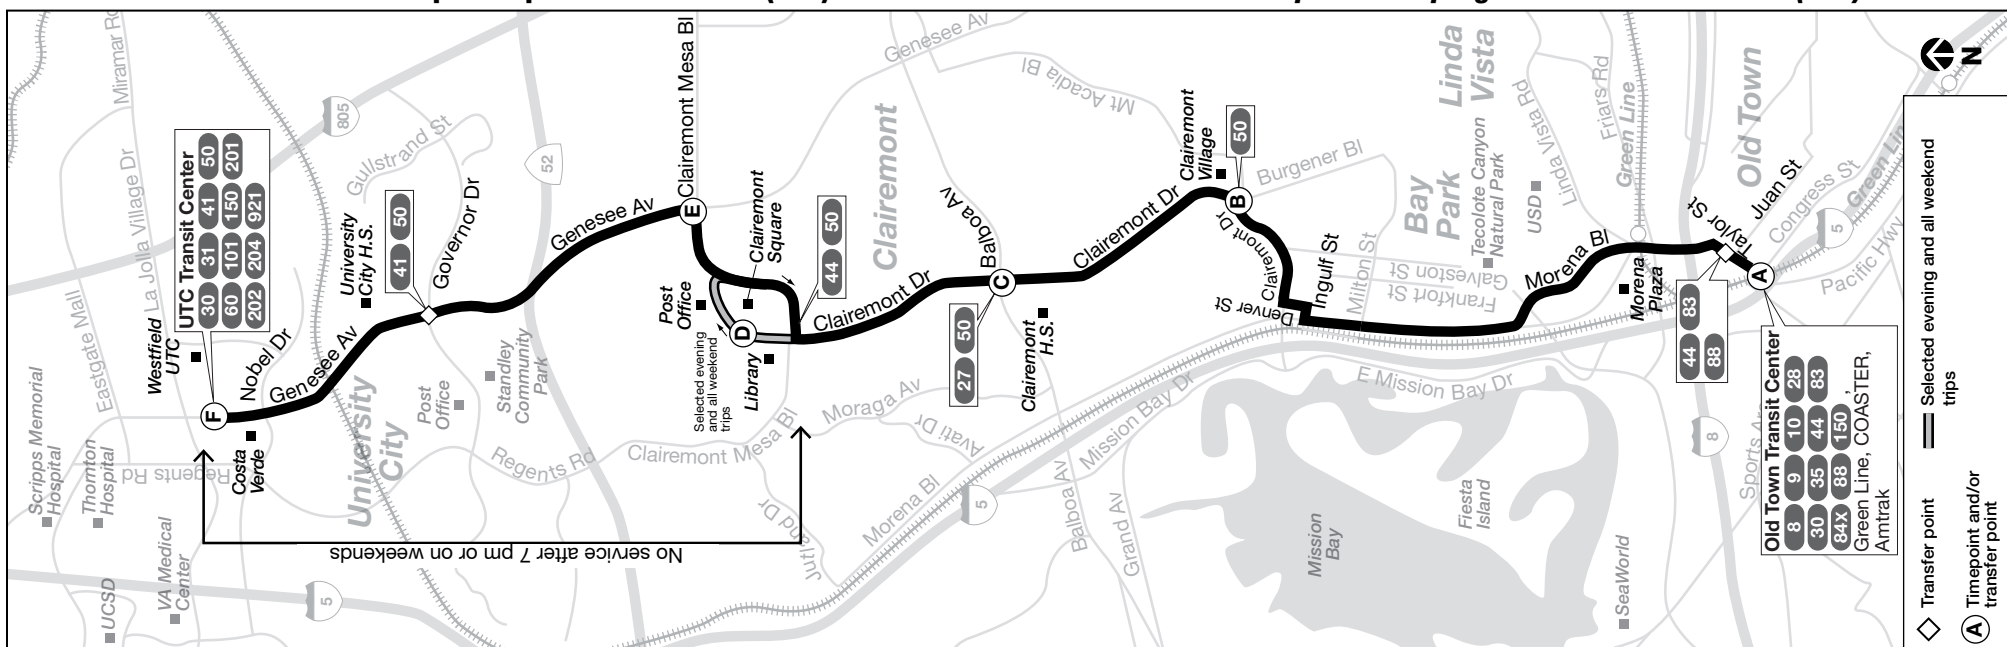 Miramar Rd
La Jolla Village Dr
Eastgate Mall
Scripps Memorial
Hospital
Thornton
Hospital
Regents Rd
VA Medical
Center
UCSD
5
Westfield
UTC
UTC Transit Center
30 31 41 50
60 101 150 201
202 204 921
F
Costa
Verde
Nobel Dr
Genesee Av
University
City
University
City H.S.
805
Gullstrand St
41 50
Governor Dr
Post
Office
Standley
Community
Park
Regents Rd
52
Genesee Av
Clairemont Mesa Bl
E
Clairemont
Square
Post
Office
D
Selected evening
and all weekend
trips
Library
44 50
Clairemont Mesa Bl
No service after 7 pm or on weekends
Moraga Av
Avati Dr
Morena Bl
5
Genesee Av
Clairemont
Mt Acadia Bl
Clairemont Dr
Balboa Av
C
27 50
Clairemont
H.S.
Clairemont Dr
Mission Bay Dr
Balboa Av
Grand Av
Clairemont
Village
B
50
Burgener Bl
Clairemont Dr
Denver St
Ingulf St
Milton St
Galveston St
Frankfort St
Bay
Park
Linda
Vista
Tecolote Canyon
Natural Park
USD
Linda Vista Rd
Friars Rd
Green Line
E Mission Bay Dr
Mission
Bay
Fiesta
Island
SeaWorld
Morena Bl
Morena
Plaza
8
44 83
88
Taylor St
Juan St
Old Town
Congress St
5
Pacific Hwy
A
Old Town Transit Center
8 9 10 28
30 35 44 83
84X 88 150 ,
Green Line, COASTER,
Amtrak
N
Transfer point
Selected evening and all weekend
trips
A Timepoint and/or
transfer point